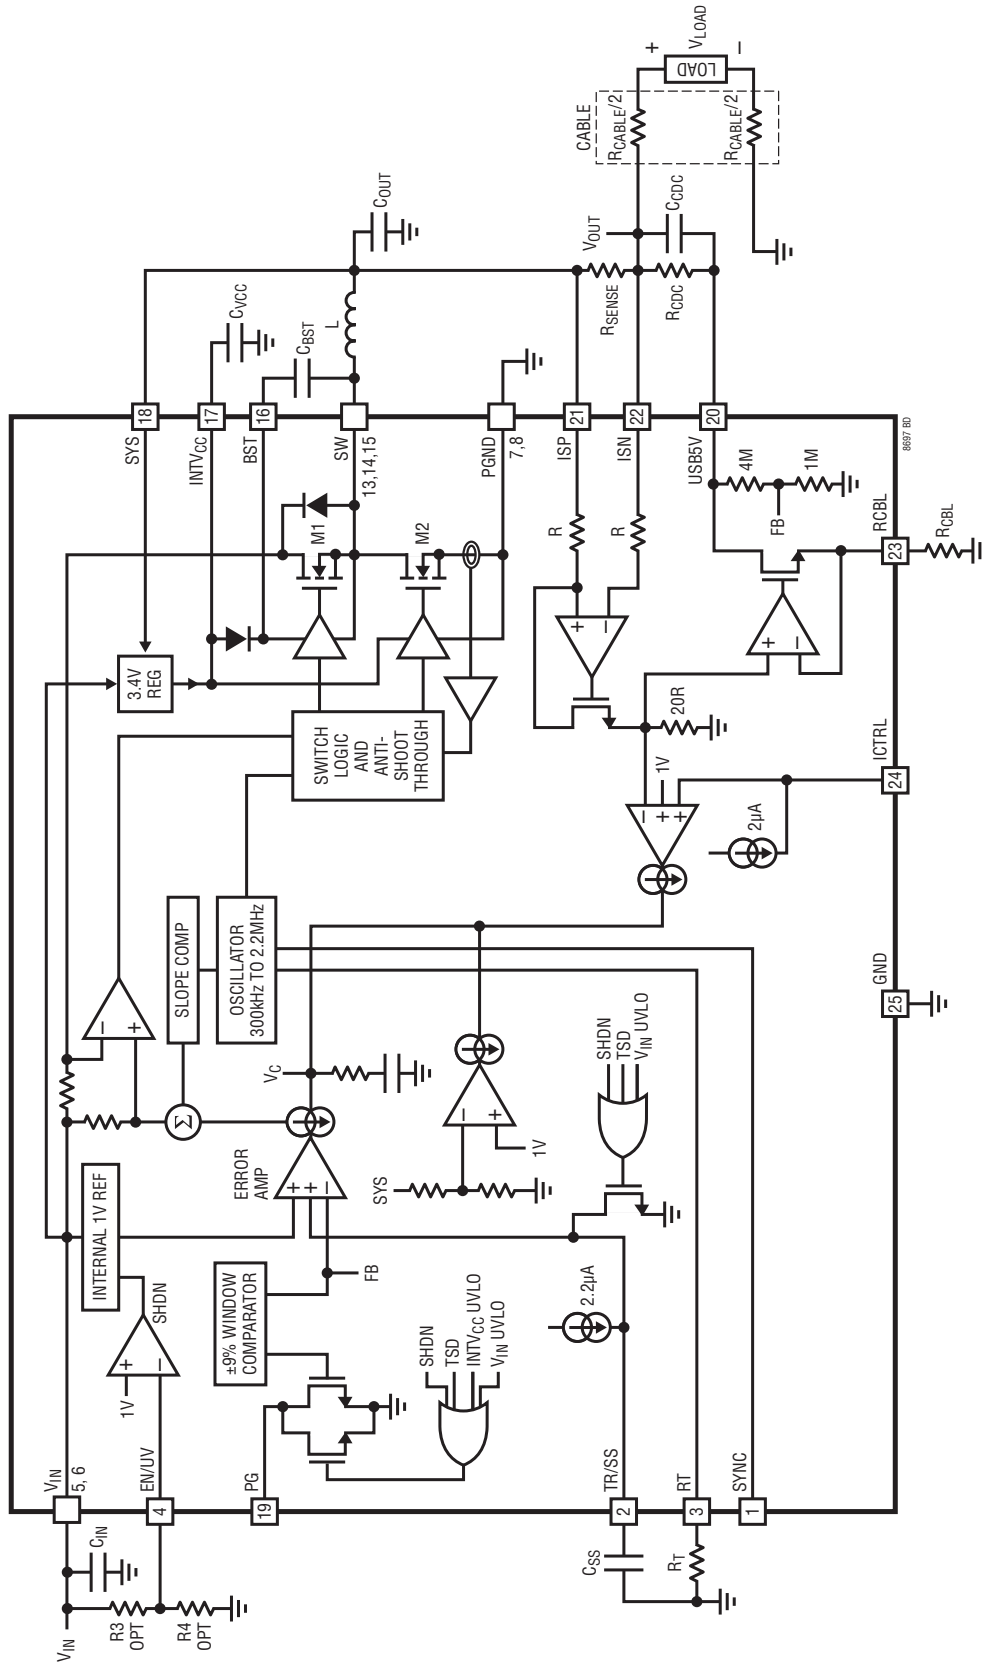 VIN
R3
OPT
R4
OPT
CIN
VIN
5, 6
EN/UV
4
1V
+
–
SHDN
INTERNAL 1V REF
PG
19
±9% WINDOW
COMPARATOR
FB
SHDN
TSD
INTVCC UVLO
VIN UVLO
ERROR
AMP
+
+
–
VC
Σ
SLOPE COMP
OSCILLATOR
300kHz TO 2.2MHz
–
+
SYS
–
+
1V
SHDN
TSD
VIN UVLO
2.2µA
TR/SS
2
CSS
RT
3
RT
SYNC
1
3.4V
REG
SWITCH
LOGIC
AND
ANTI-
SHOOT
THROUGH
M1
M2
SYS
18
INTVCC
17
CVCC
BST
16
CBST
SW
13,14,15
L
COUT
PGND
7,8
ISP
21
R
ISN
22
R
+
–
20R
–
+
+
1V
2µA
USB5V
20
4M
FB
1M
+
–
RCBL
23
RCBL
ICTRL
24
GND
25
RSENSE
RCDC
VOUT
CCDC
CABLE
RCABLE/2
RCABLE/2
LOAD
+
VLOAD
–
8697 BD